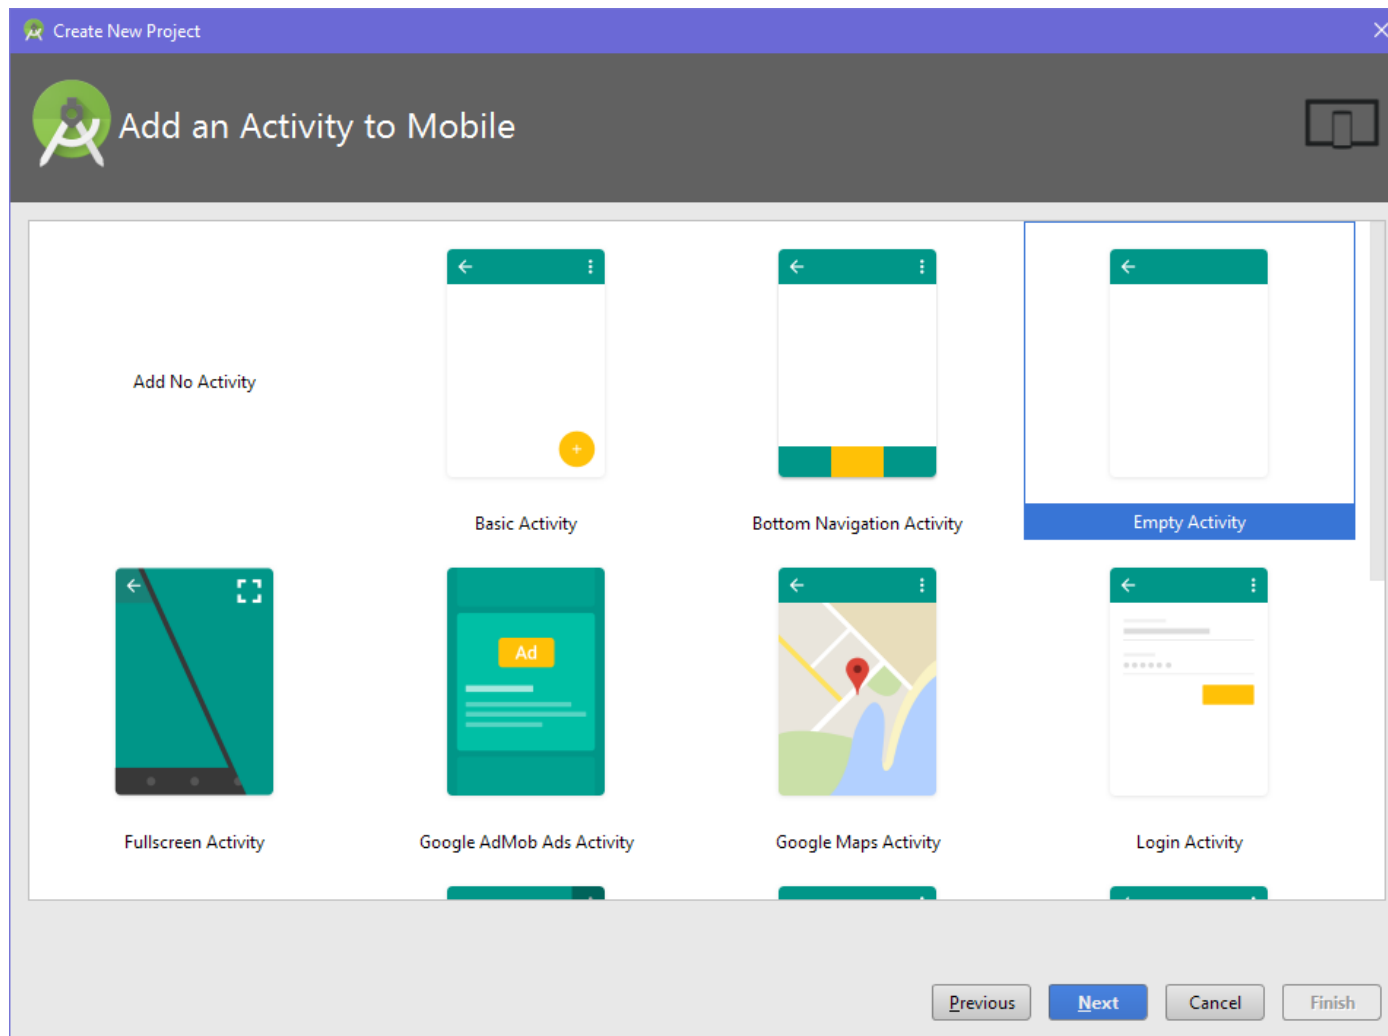 Create New Project
Add an Activity to Mobile
Add No Activity
Basic Activity
Bottom Navigation Activity
Empty Activity
Ad
Fullscreen Activity
Google AdMob Ads Activity
Google Maps Activity
Login Activity
Previous
Next
Cancel
Finish